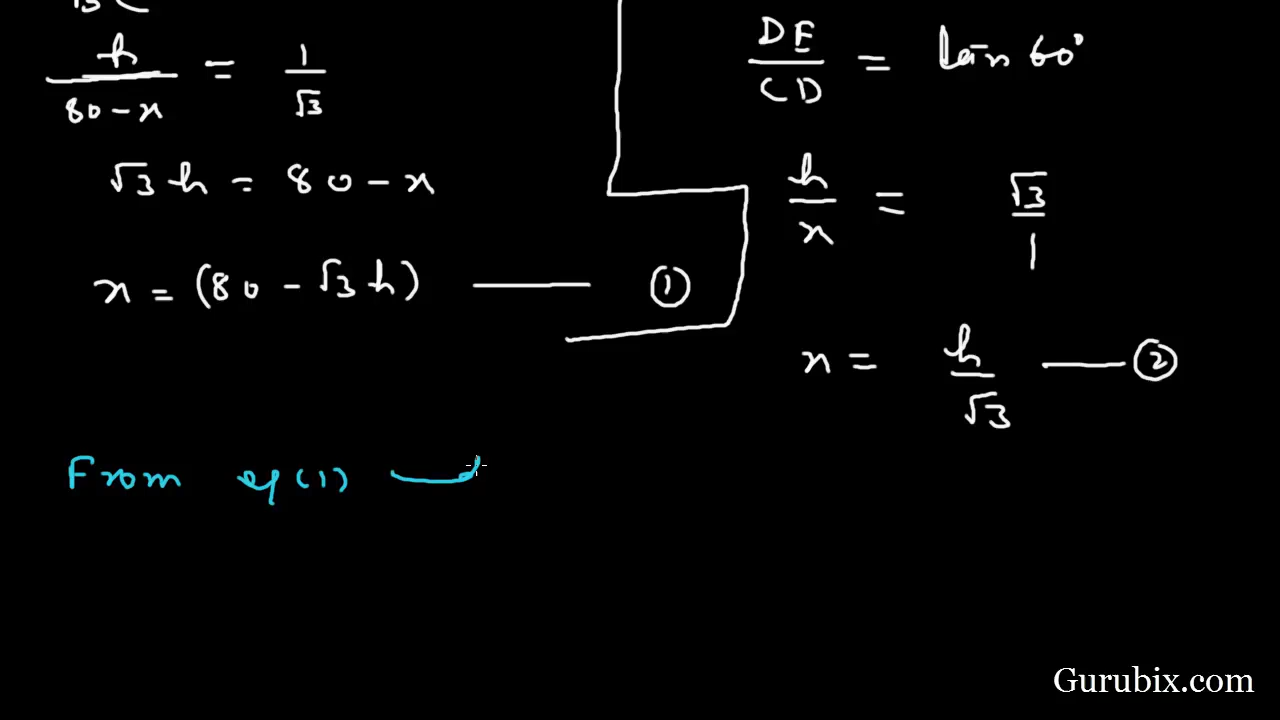 BC
h/(80-x) = 1/√3
√3 h = 80 - x
x = (80 - √3 h) —— ①
DE/CD = tan 60°
h/x = √3/1
x = h/√3 —— ②
From eq (1)
Gurubix.com